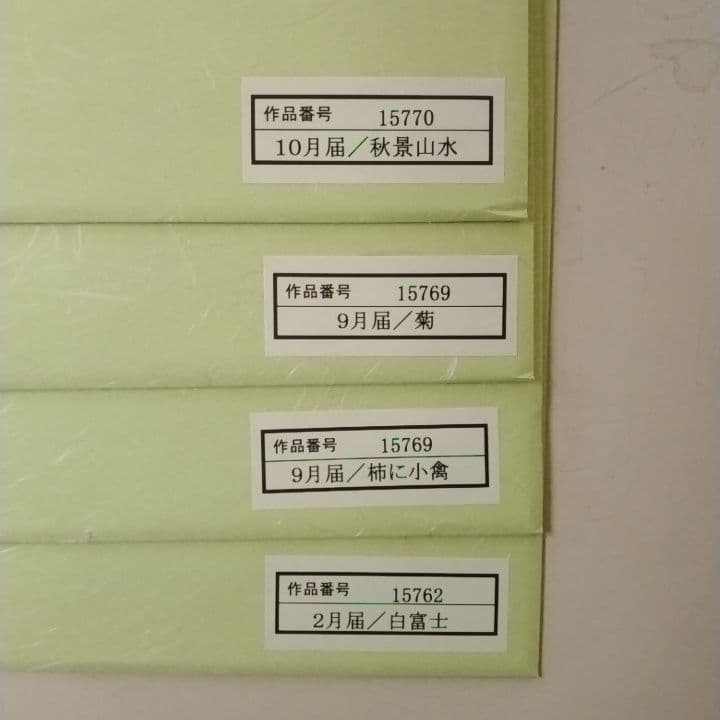 作品番号 15770
10月届／秋景山水
作品番号 15769
9月届／菊
作品番号 15769
9月届／柿に小禽
作品番号 15762
2月届／白富士